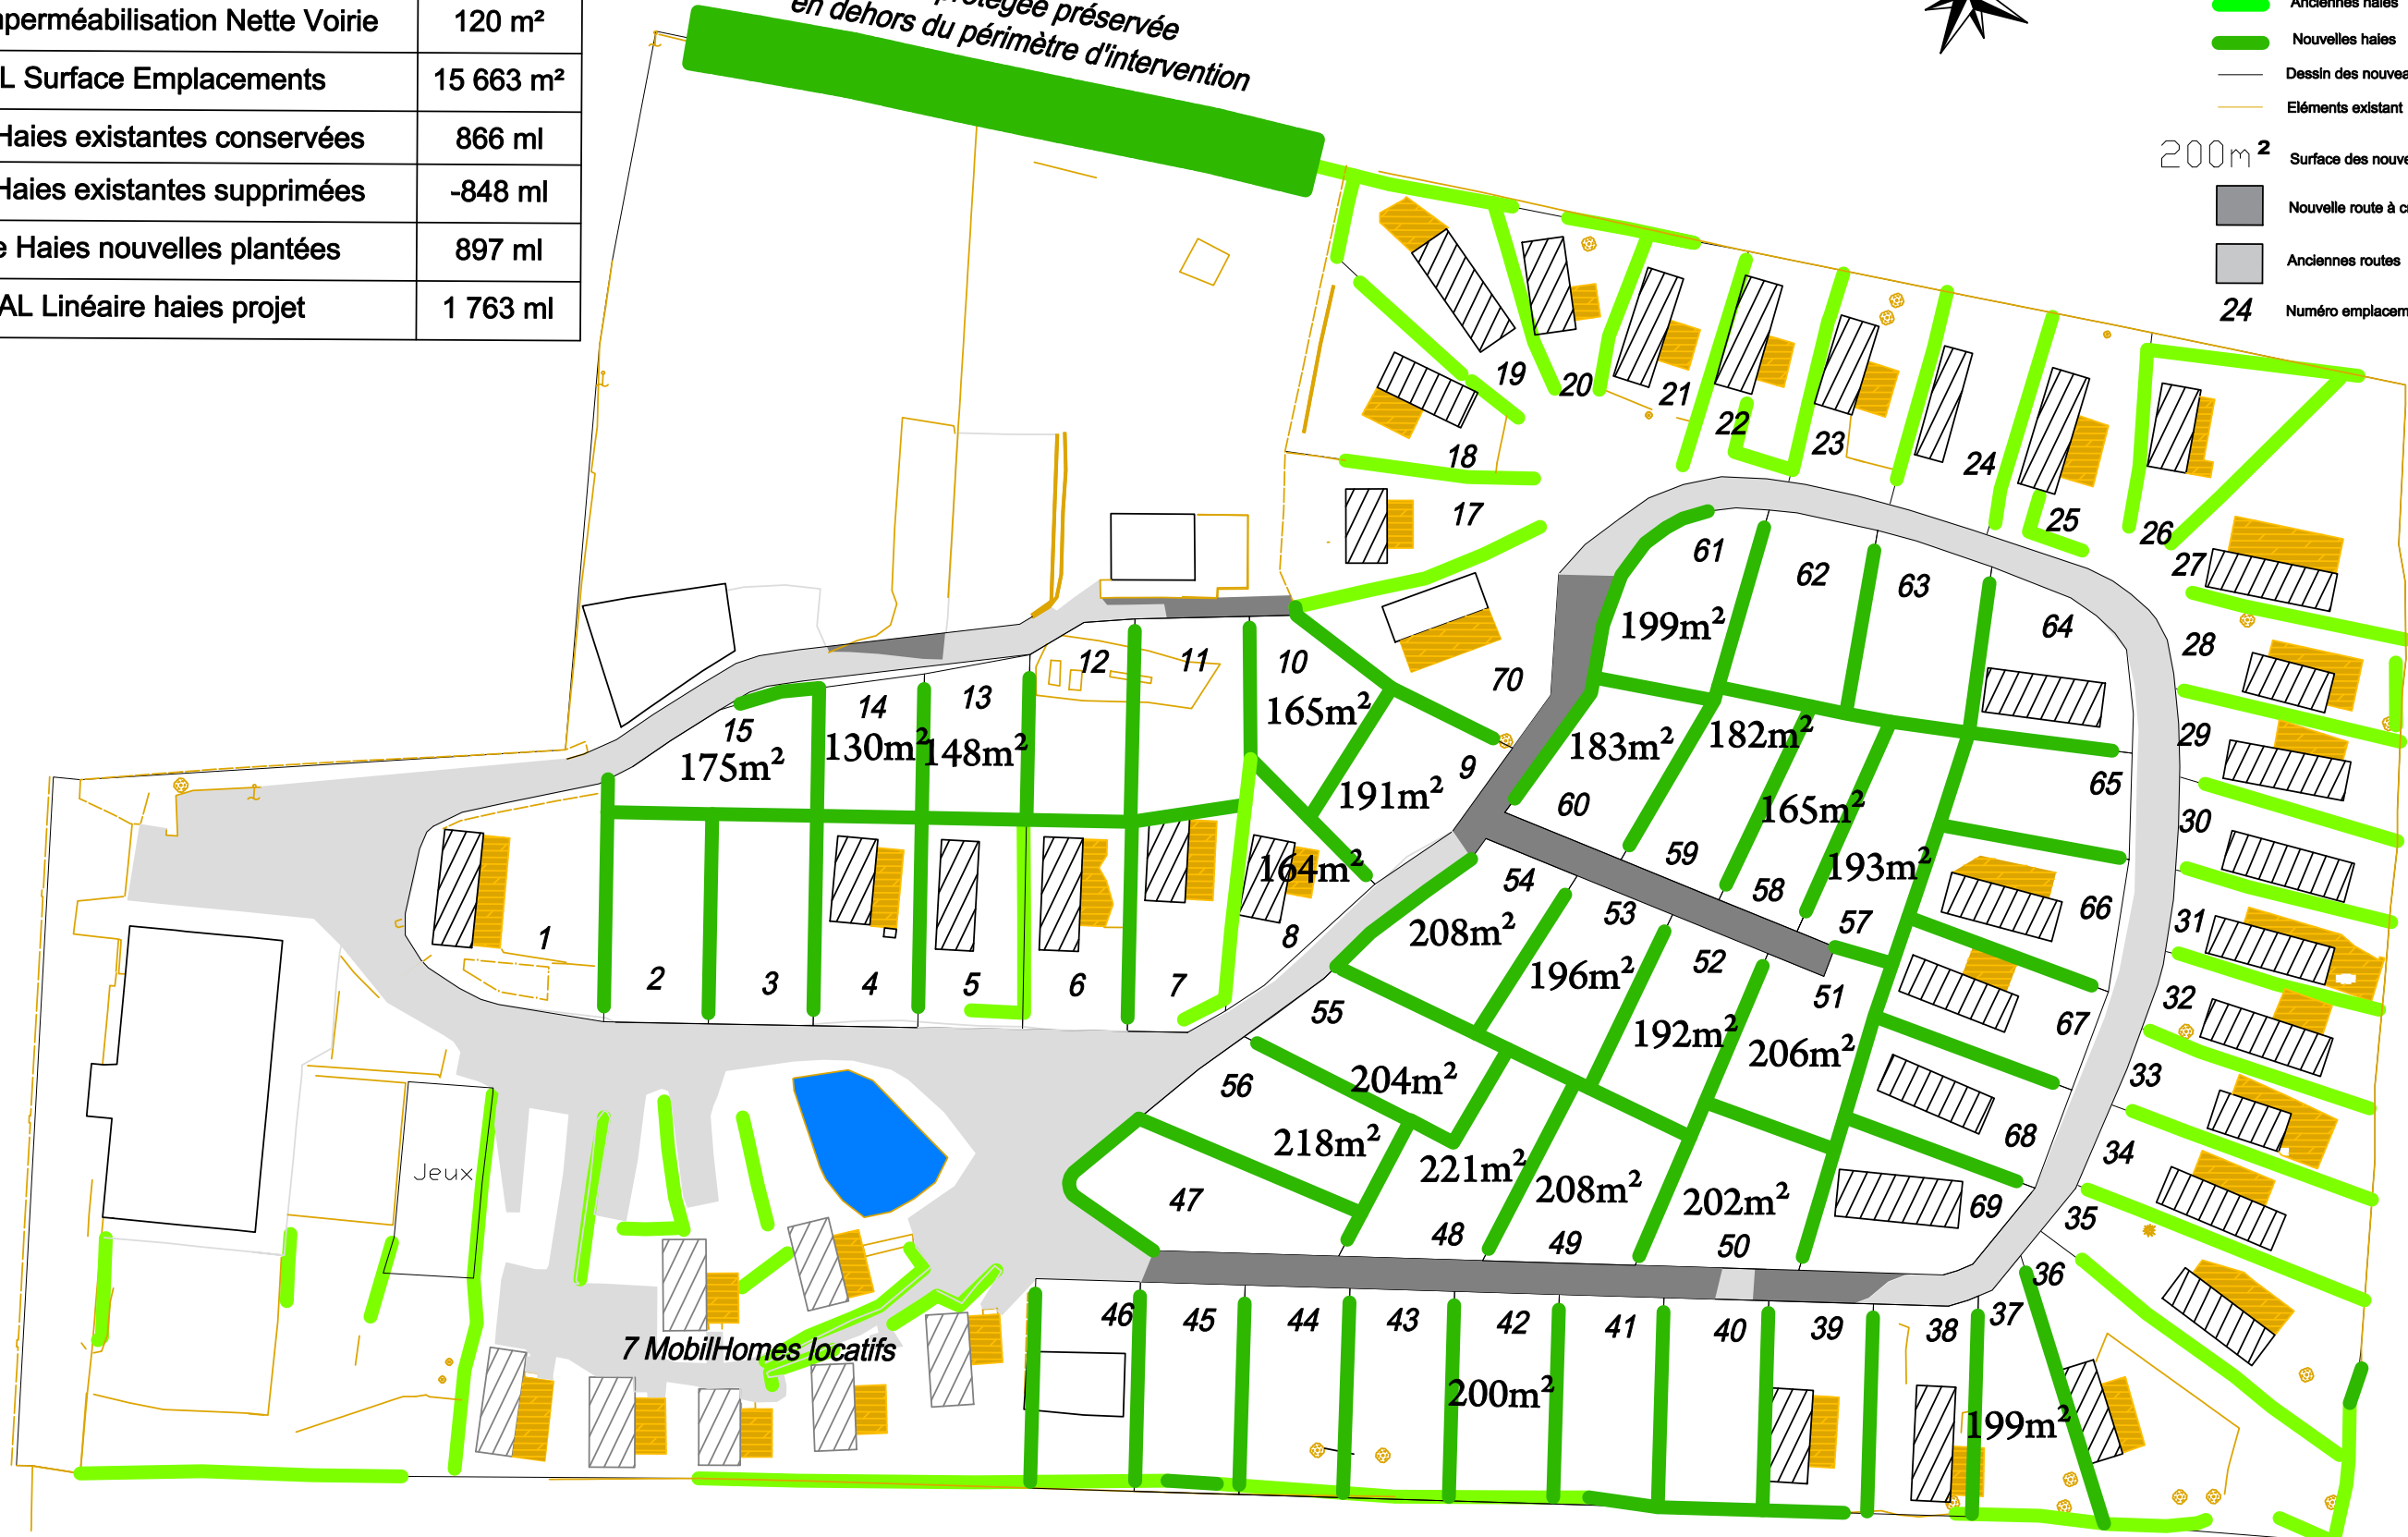 Nette Voirie 120 m²
Surface Emplacements 15 663 m²
Haies existantes conservées 866 ml
Haies existantes supprimées -848 ml
Haies nouvelles plantées 897 ml
Linéaire haies projet 1 763 ml
protégée préservée
en dehors du périmètre d'intervention
Anciennes haies
Nouvelles haies
Dessin des
Eléments existant
200m² Surface des
Nouvelle route à
Anciennes routes
24 Numéro
19
20
21
22
23
24
18
17
25
26
27
61
62
63
64
199m²
28
12
11
10
70
165m²
15
14
13
175m²
130m²
148m²
183m²
182m²
29
9
191m²
60
65
30
165m²
164m²
59
193m²
54
58
66
31
53
57
1
8
208m²
52
196m²
51
32
2
3
4
5
6
7
55
192m²
206m²
67
56
204m²
33
218m²
68
34
Jeux
47
221m²
208m²
202m²
69
35
48
49
50
36
46
45
44
43
42
41
40
39
38
37
7 MobilHomes locatifs
200m²
199m²